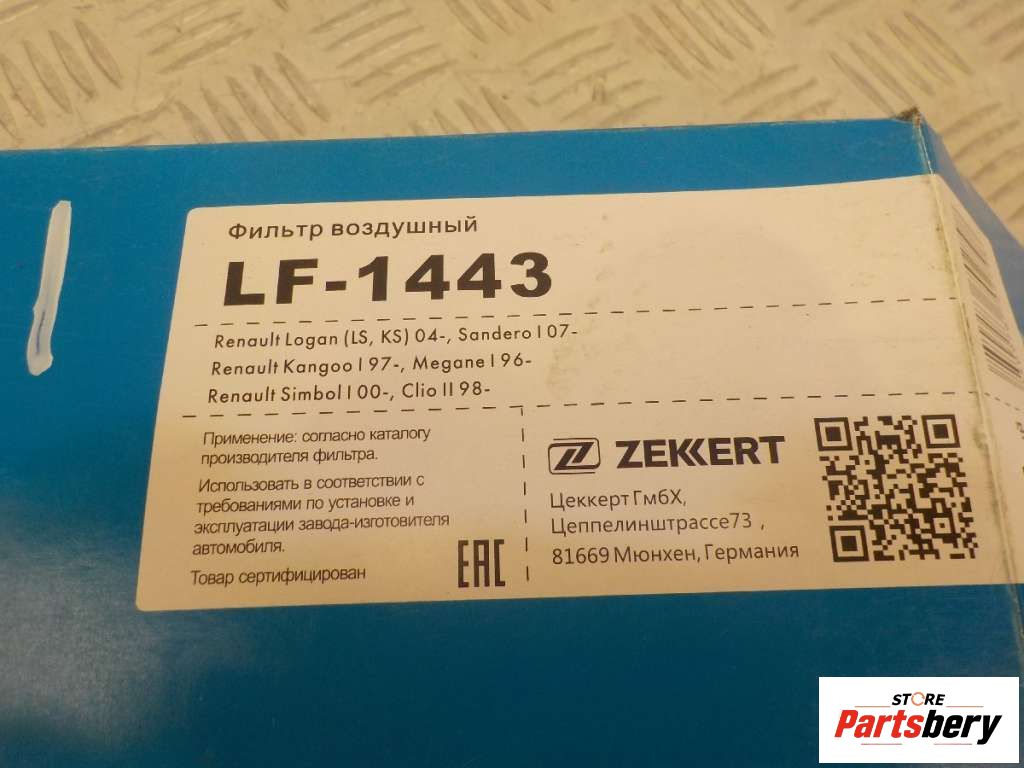 Фильтр воздушный
LF-1443
Renault Logan (LS, KS) 04-, Sandero I 07-
Renault Kangoo I 97-, Megane I 96-
Renault Simbol I 00-, Clio II 98-
Применение: согласно каталогу
производителя фильтра.
Использовать в соответствии с
требованиями по установке и
эксплуатации завода-изготовителя
автомобиля.
Товар сертифицирован
EAC
ZEKKERT
Цеккерт ГмбХ,
Цеппелинштрассе73 ,
81669 Мюнхен, Германия
STORE
Partsbery